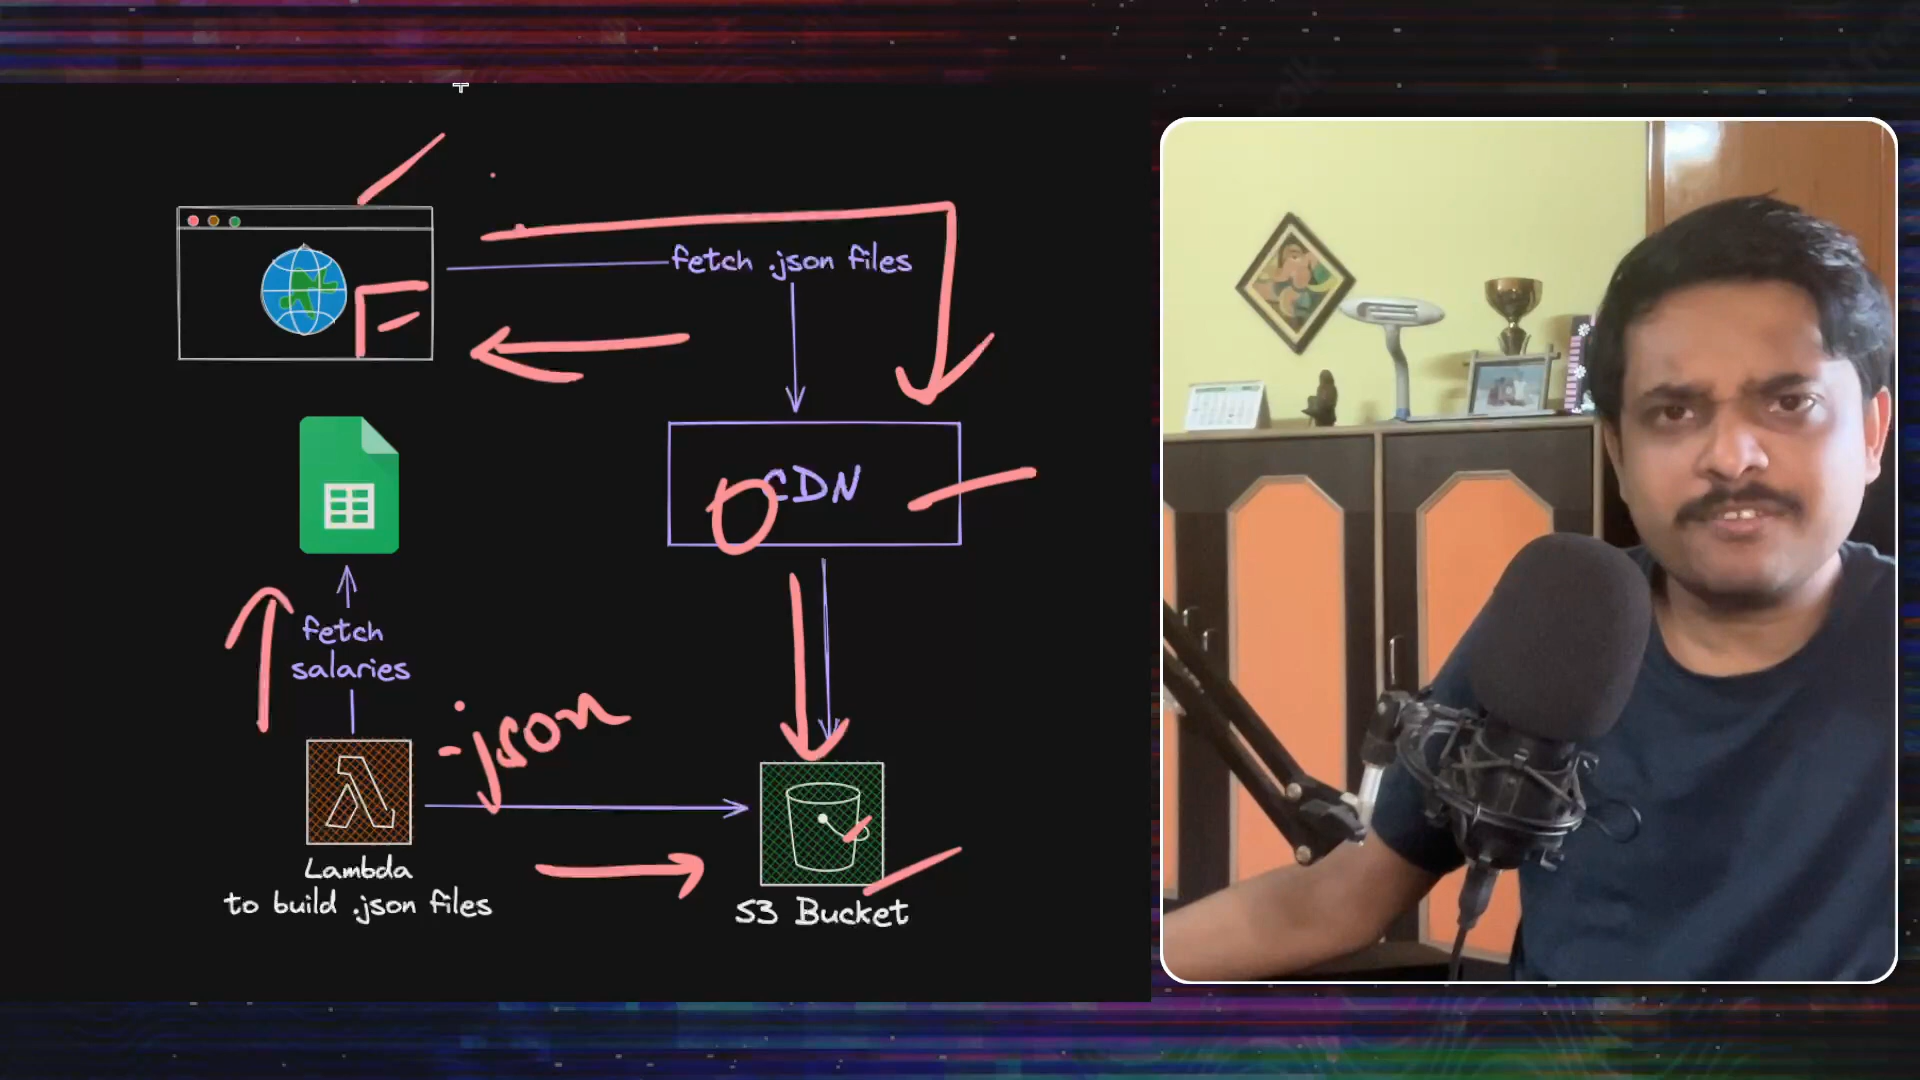 fetch .json files
F
CDN
fetch
salaries
.json
Lambda
to build .json files
S3 Bucket